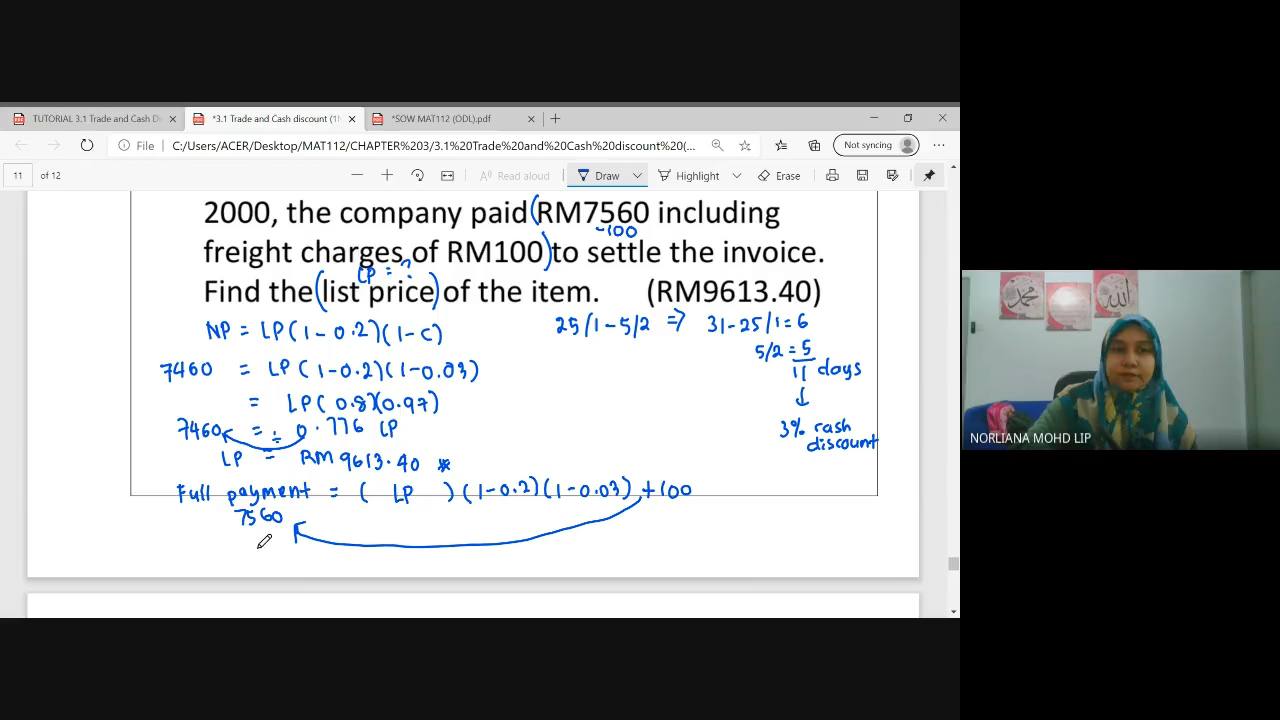 TUTORIAL 3.1 Trade and Cash Di
*3.1 Trade and Cash discount (1N
*SOW MAT112 (ODL).pdf
File
C:/Users/ACER/Desktop/MAT112/CHAPTER%203/3.1%20Trade%20and%20Cash%20discount%20(...
Not syncing
11 of 12
Read aloud
Draw
Highlight
Erase
2000, the company paid (RM7560 including
-100
freight charges of RM100) to settle the invoice.
LP = ?
Find the (list price) of the item. (RM9613.40)
NP = LP(1-0.2)(1-c)
25/1 - 5/2 ⇒ 31-25/1 = 6
5/2 = 5
7460 = LP(1-0.2)(1-0.03)
11 days
= LP(0.8)(0.97)
↓
7460 = 0.776 LP
÷
3% cash
discount
LP = RM 9613.40 *
Full payment = ( LP )(1-0.2)(1-0.03) +100
7560
NORLIANA MOHD LIP
محمد
الله